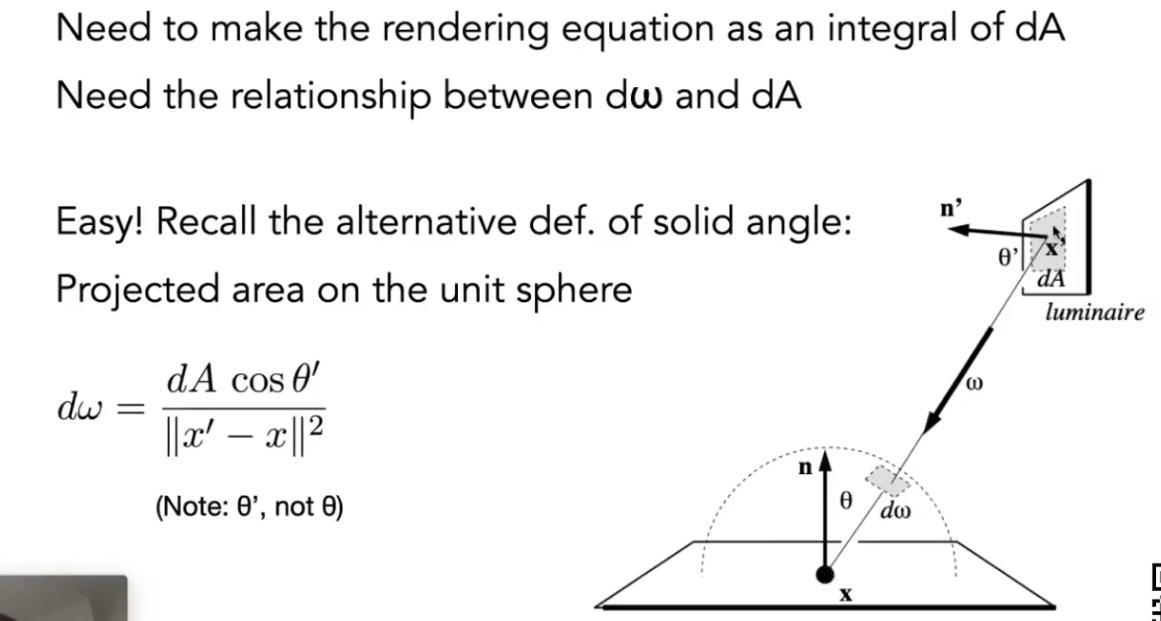 Need to make the rendering equation as an integral of dA
Need the relationship between dω and dA
Easy! Recall the alternative def. of solid angle:
Projected area on the unit sphere
dω = dA cos θ′ / ‖x′ − x‖²
(Note: θ’, not θ)
n’
θ’
x’
dA
luminaire
ω
n
θ
dω
x